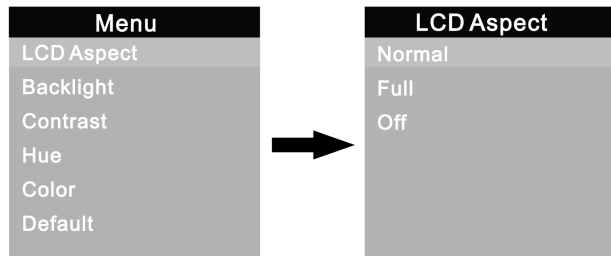 Menu
LCD Aspect
Backlight
Contrast
Hue
Color
Default
LCD Aspect
Normal
Full
Off